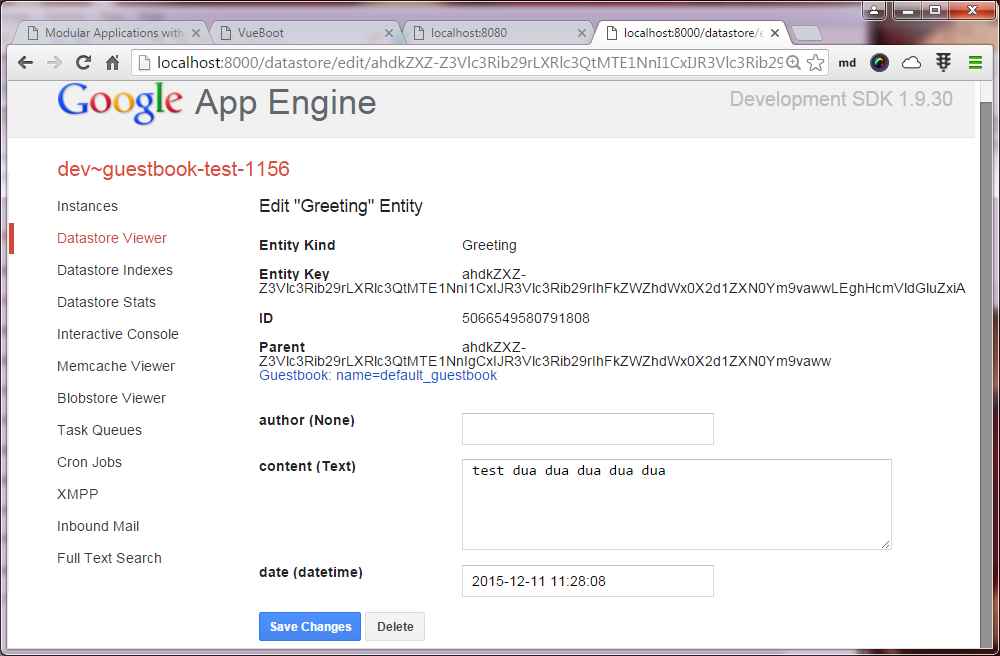 Modular Applications with
VueBoot
localhost:8080
localhost:8000/datastore/e
localhost:8000/datastore/edit/ahdkZXZ-Z3Vlc3Rib29rLXRlc3QtMTE1NnI1CxIJR3Vlc3Rib29
md
Google App Engine
Development SDK 1.9.30
dev~guestbook-test-1156
Instances
Datastore Viewer
Datastore Indexes
Datastore Stats
Interactive Console
Memcache Viewer
Blobstore Viewer
Task Queues
Cron Jobs
XMPP
Inbound Mail
Full Text Search
Edit "Greeting" Entity
Entity Kind Greeting
Entity Key ahdkZXZ-
Z3Vlc3Rib29rLXRlc3QtMTE1NnI1CxIJR3Vlc3Rib29rIhFkZWZhdWx0X2d1ZXN0Ym9vawwLEghHcmVldGluZxiA
ID 5066549580791808
Parent ahdkZXZ-
Z3Vlc3Rib29rLXRlc3QtMTE1NnIgCxIJR3Vlc3Rib29rIhFkZWZhdWx0X2d1ZXN0Ym9vaww
Guestbook: name=default_guestbook
author (None)
content (Text) test dua dua dua dua dua
date (datetime) 2015-12-11 11:28:08
Save Changes Delete